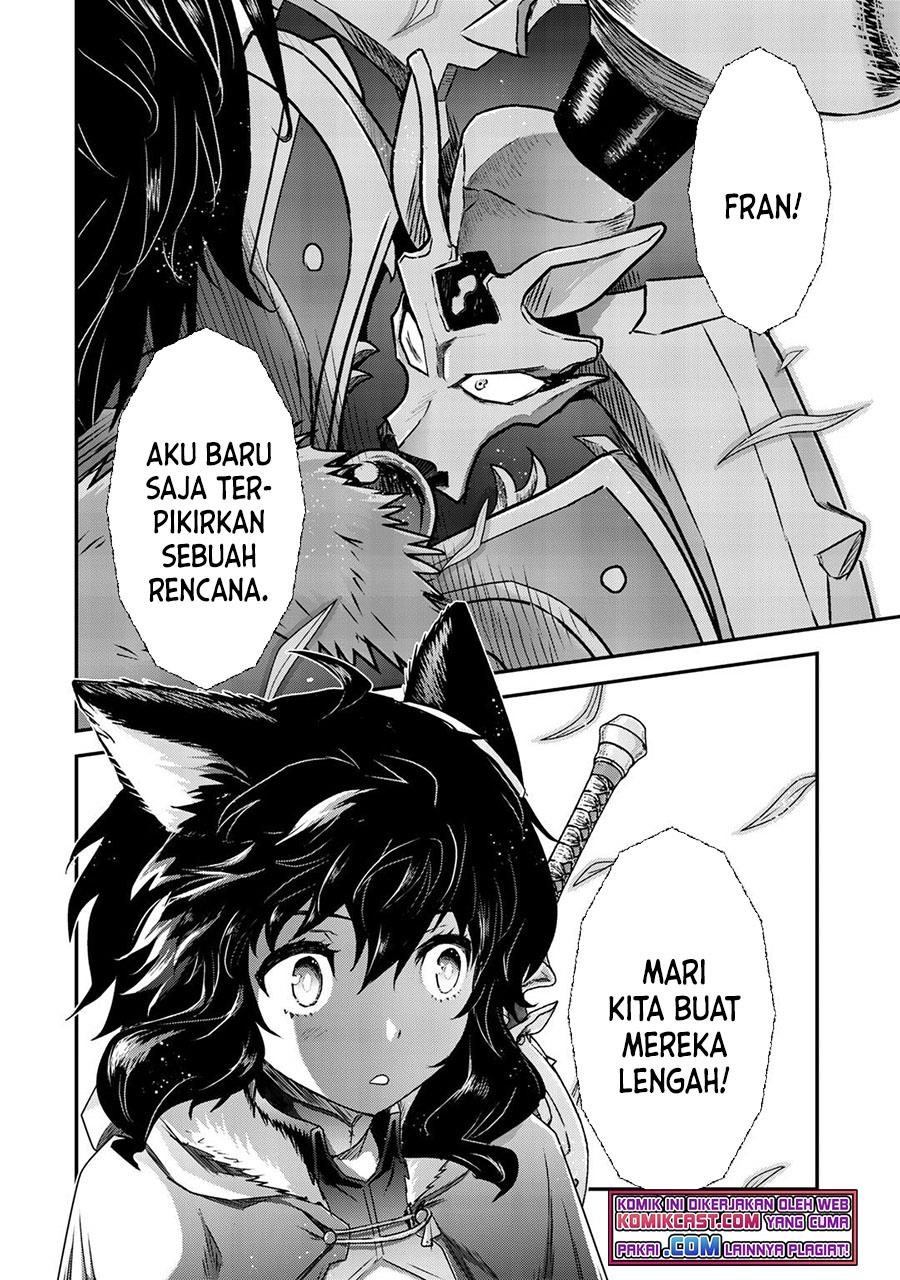 FRAN!
AKU BARU
SAJA TER-
PIKIRKAN
SEBUAH
RENCANA.
MARI
KITA BUAT
MEREKA
LENGAH!
KOMIK INI DIKERJAKAN OLEH WEB
KOMIKCAST.COM YANG CUMA
PAKAI .COM LAINNYA PLAGIAT!